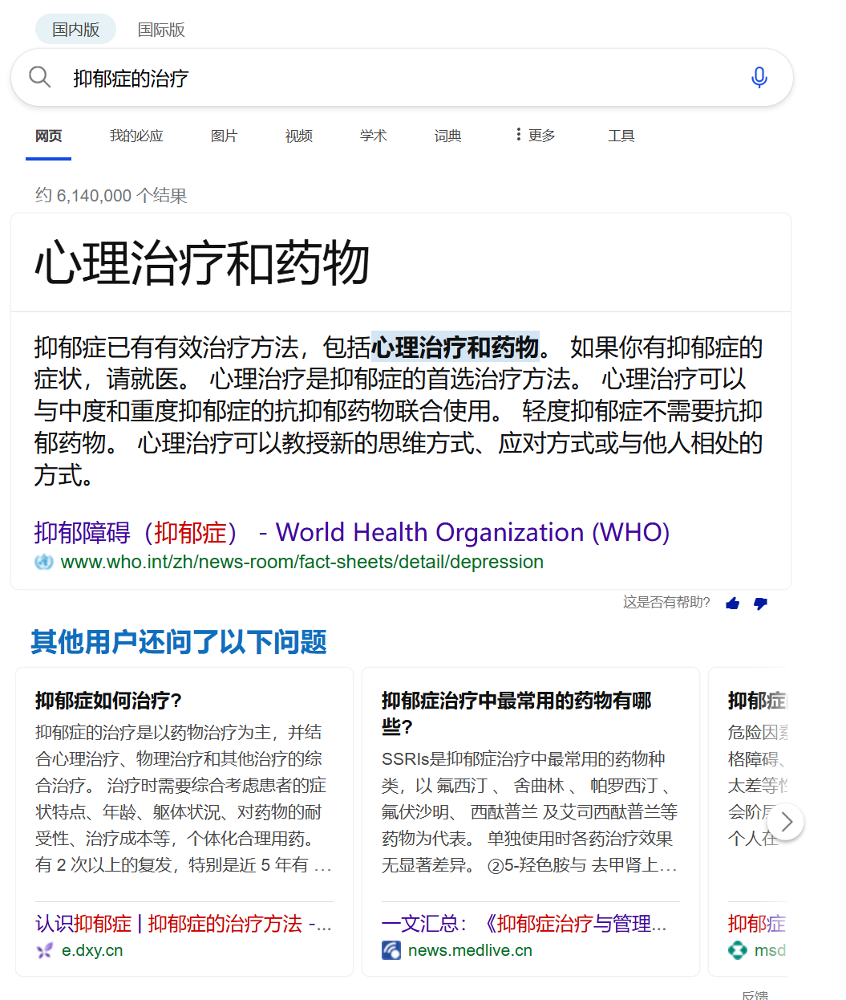 国内版 国际版
抑郁症的治疗
网页 我的必应 图片 视频 学术 词典 更多 工具
约 6,140,000 个结果
心理治疗和药物
抑郁症已有有效治疗方法，包括心理治疗和药物。 如果你有抑郁症的
症状，请就医。 心理治疗是抑郁症的首选治疗方法。 心理治疗可以
与中度和重度抑郁症的抗抑郁药物联合使用。 轻度抑郁症不需要抗抑
郁药物。 心理治疗可以教授新的思维方式、应对方式或与他人相处的
方式。
抑郁障碍（抑郁症） - World Health Organization (WHO)
www.who.int/zh/news-room/fact-sheets/detail/depression
这是否有帮助?
其他用户还问了以下问题
抑郁症如何治疗?
抑郁症的治疗是以药物治疗为主，并结
合心理治疗、物理治疗和其他治疗的综
合治疗。 治疗时需要综合考虑患者的症
状特点、年龄、躯体状况、对药物的耐
受性、治疗成本等，个体化合理用药。
有 2 次以上的复发，特别是近 5 年有 …
认识抑郁症 | 抑郁症的治疗方法 -...
e.dxy.cn
抑郁症治疗中最常用的药物有哪
些?
SSRIs是抑郁症治疗中最常用的药物种
类，以 氟西汀 、 舍曲林 、 帕罗西汀 、
氟伏沙明、 西酞普兰 及艾司西酞普兰等
药物为代表。 单独使用时各药治疗效果
无显著差异。 ②5-羟色胺与 去甲肾上…
一文汇总：《抑郁症治疗与管理...
news.medlive.cn
抑郁症
危险因素
格障碍、
太差等性
会阶层
个人在
抑郁症
msd
反馈